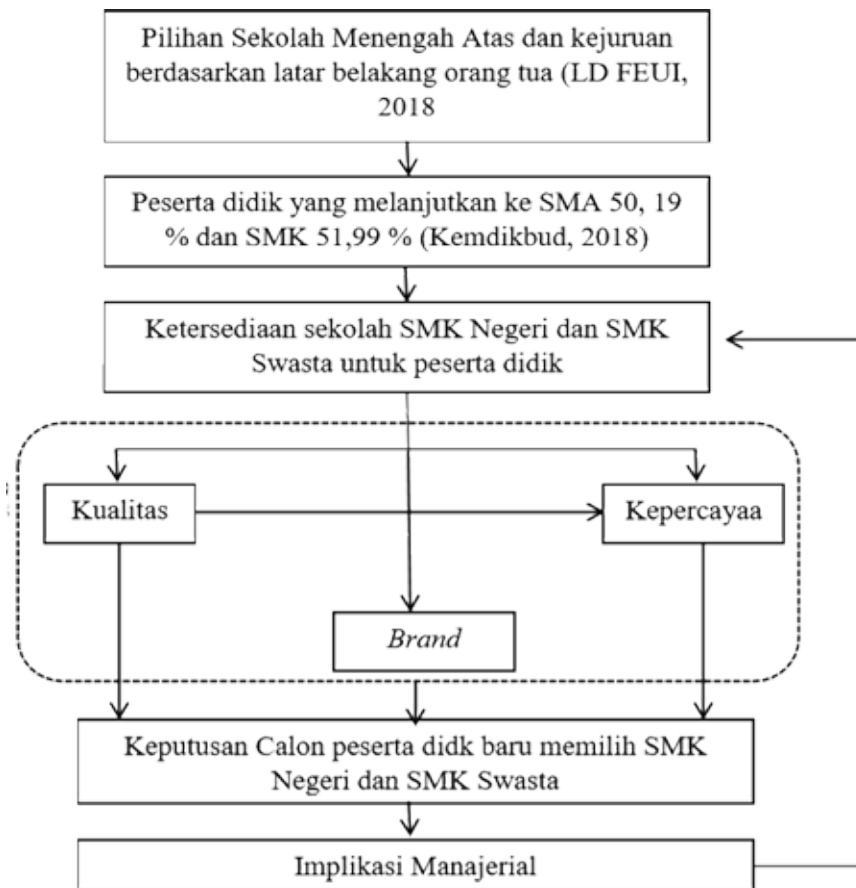 Pilihan Sekolah Menengah Atas dan kejuruan
berdasarkan latar belakang orang tua (LD FEUI,
2018
Peserta didik yang melanjutkan ke SMA 50, 19
% dan SMK 51,99 % (Kemdikbud, 2018)
Ketersediaan sekolah SMK Negeri dan SMK
Swasta untuk peserta didik
Kualitas
Kepercayaa
Brand
Keputusan Calon peserta didk baru memilih SMK
Negeri dan SMK Swasta
Implikasi Manajerial